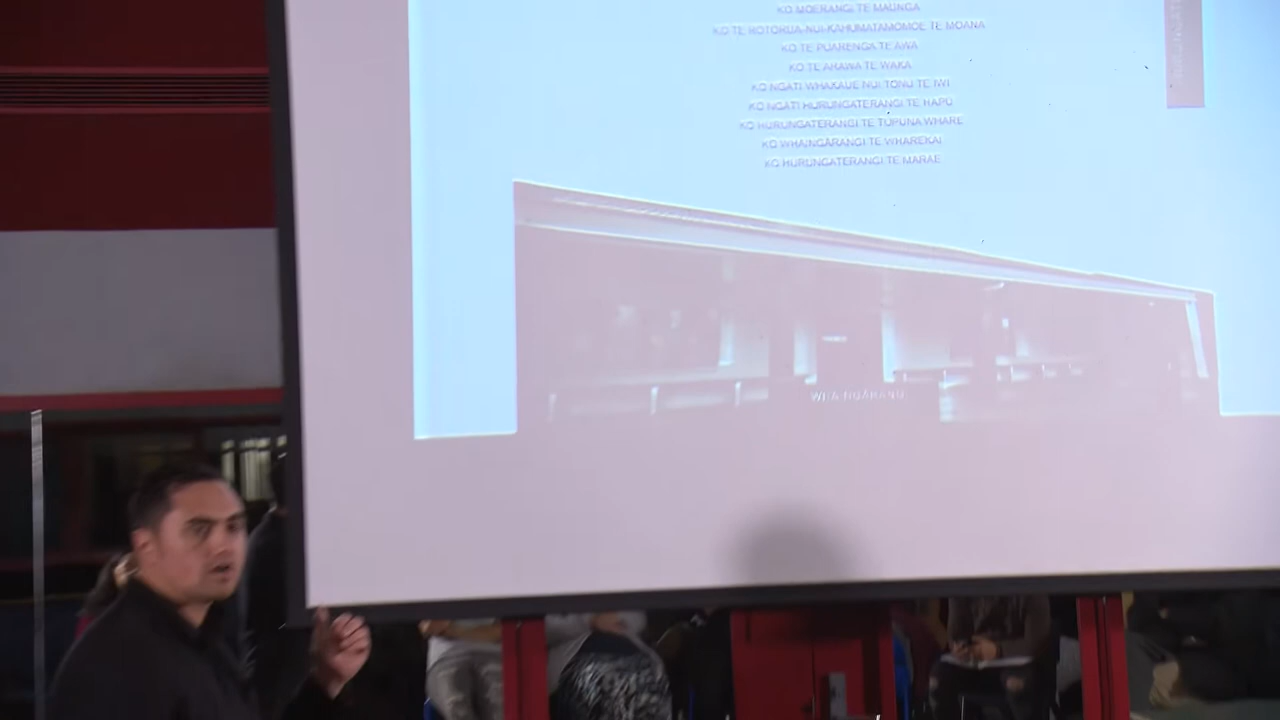 KO MOERANGI TE MAUNGA
KO TE ROTORUA-NUI-KAHUMATAMOMOE TE MOANA
KO TE PUARENGA TE AWA
KO TE ARAWA TE WAKA
KO NGATI WHAKAUE NUI TONU TE IWI
KO NGATI HURUNGATERANGI TE HAPU
KO HURUNGATERANGI TE TUPUNA WHARE
KO WHAINGĀRANGI TE WHAREKAI
KO HURUNGATERANGI TE MARAE